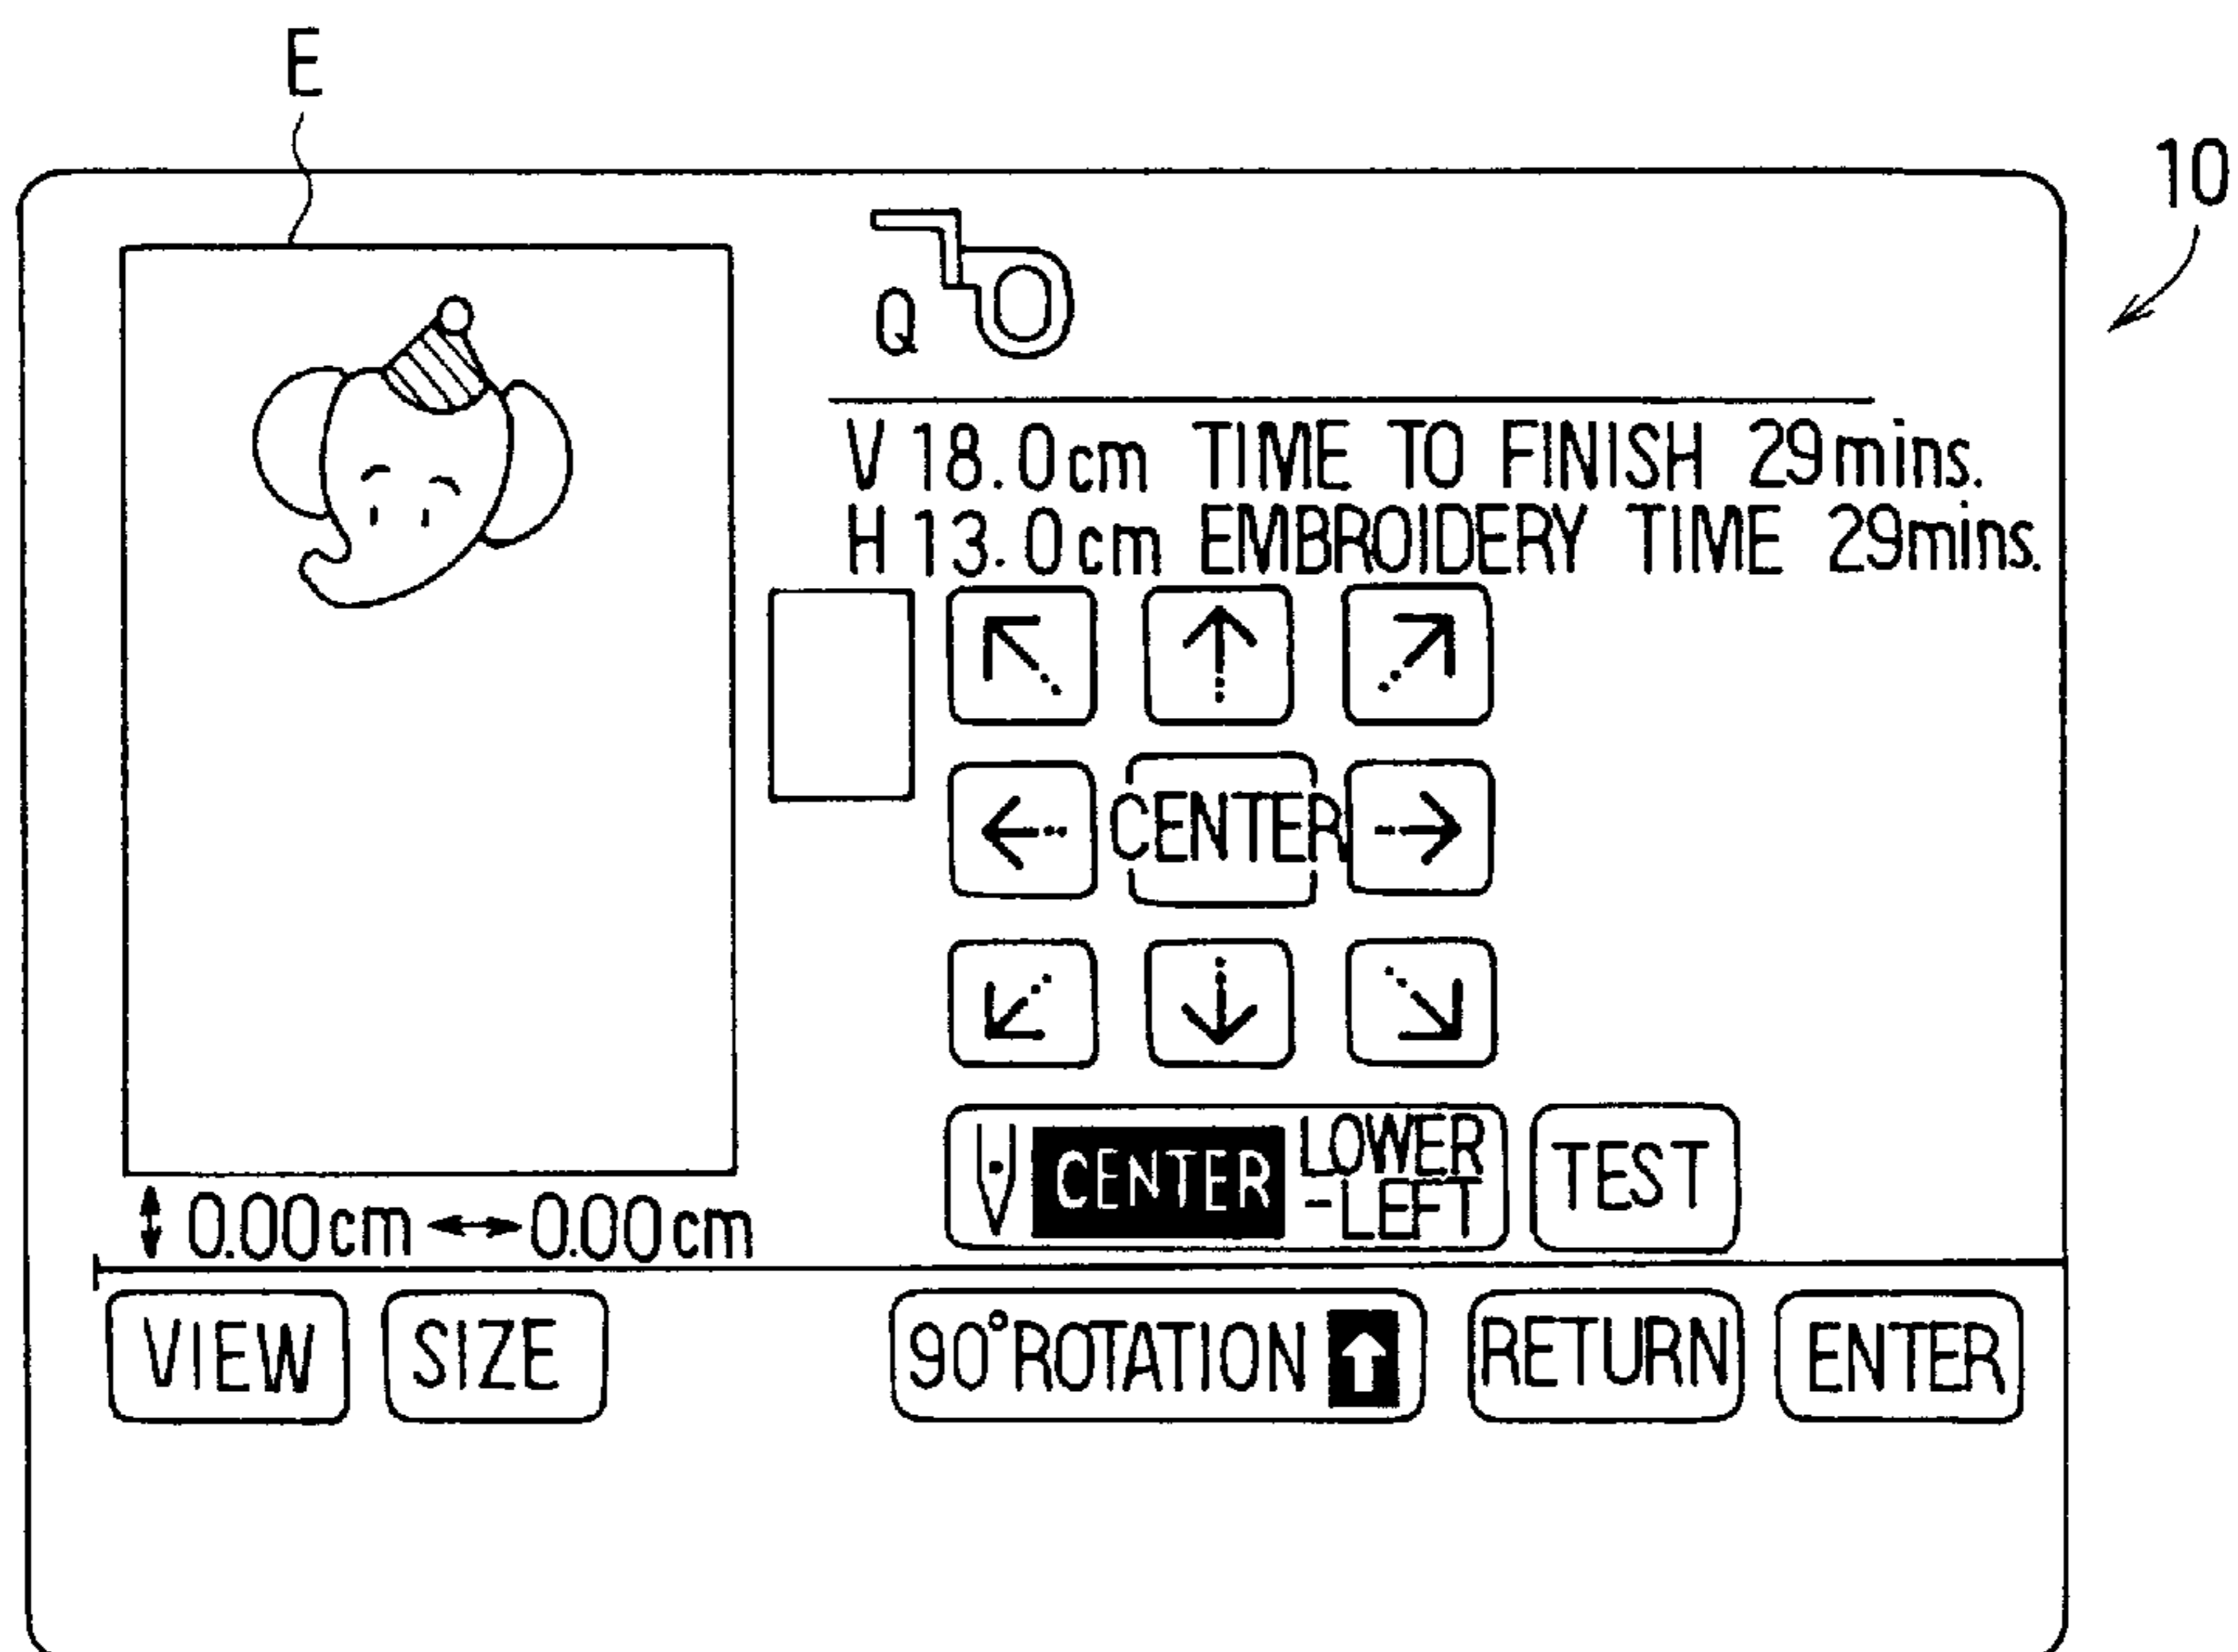 E
10
Q
V 18.0cm TIME TO FINISH 29mins.
H 13.0cm EMBROIDERY TIME 29mins.
CENTER
CENTER LOWER
-LEFT
TEST
0.00cm 0.00cm
VIEW SIZE 90°ROTATION RETURN ENTER